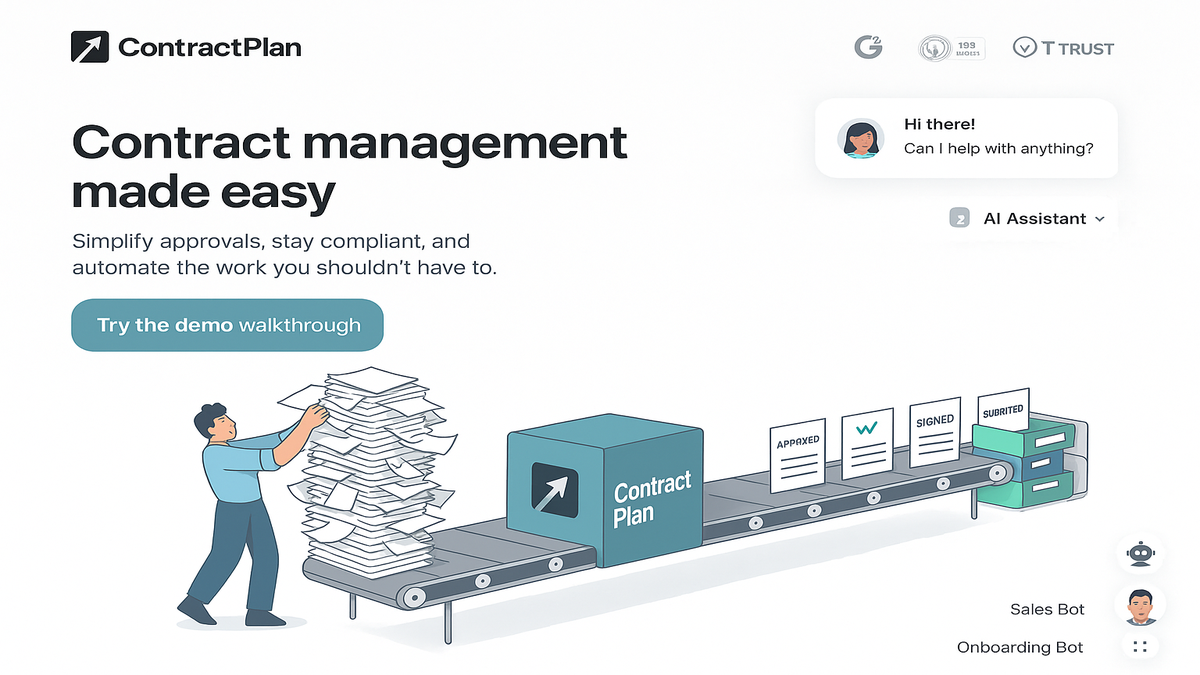 ContractPlan
G2
199
T TRUST
Contract management
made easy
Simplify approvals, stay compliant, and
automate the work you shouldn't have to.
Try the demo walkthrough
Hi there!
Can I help with anything?
2 AI Assistant
Contract
Plan
APPAXED
SIGNED
SUBRITED
Sales Bot
Onboarding Bot